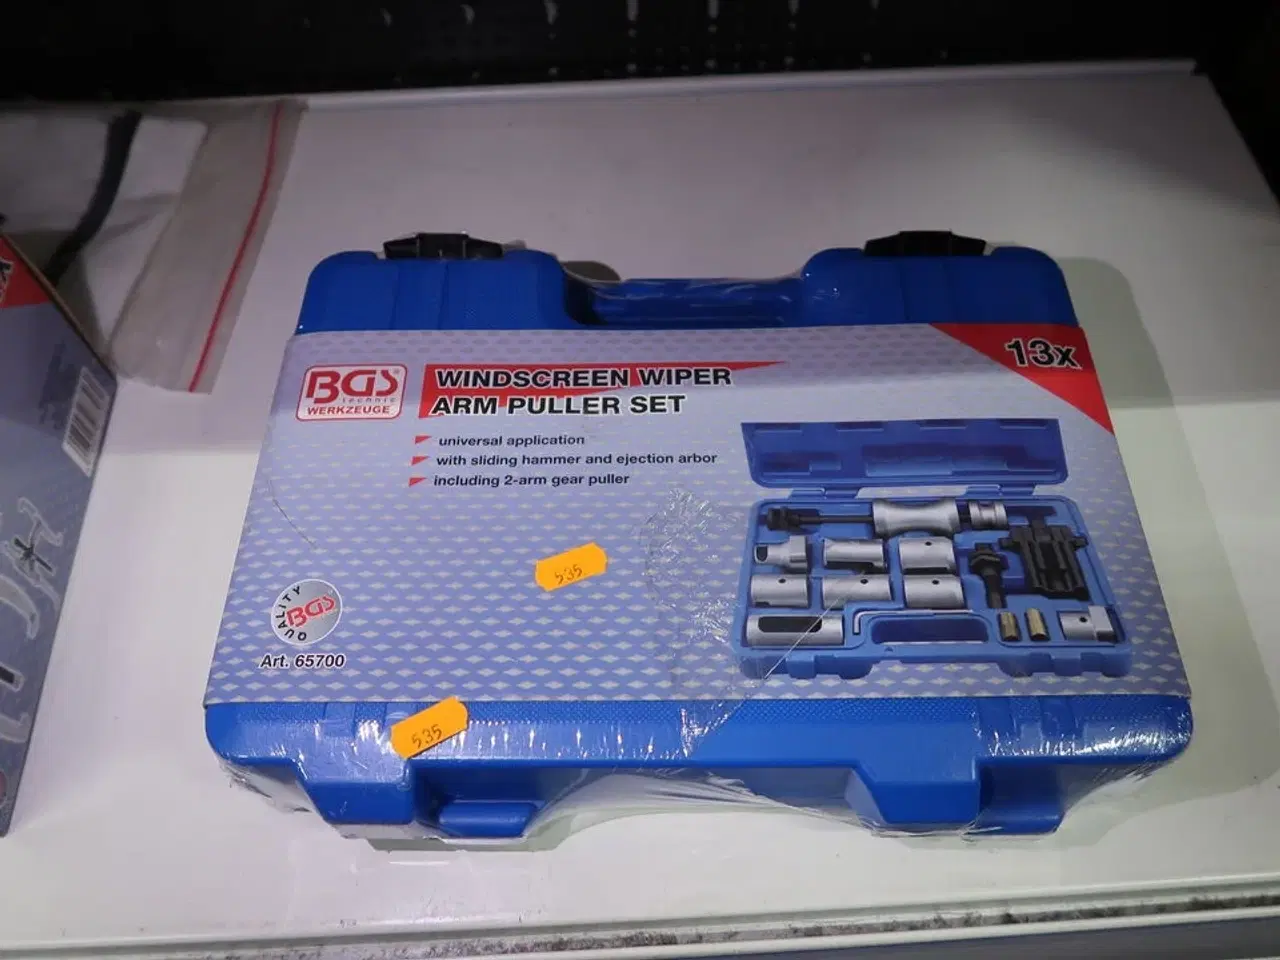 13x
BGS®
technic
WERKZEUGE
WINDSCREEN WIPER
ARM PULLER SET
universal application
with sliding hammer and ejection arbor
including 2-arm gear puller
535
QUALITY
BGS
Art. 65700
535